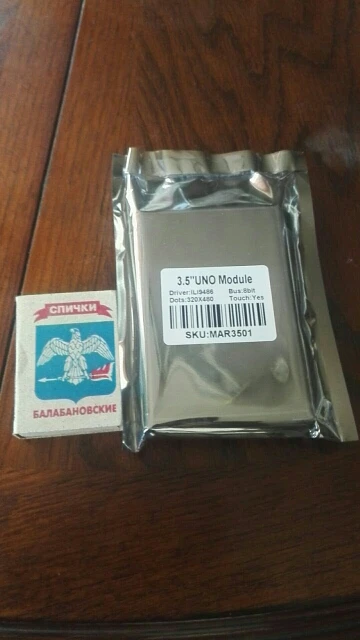 3.5"UNO Module
Driver:ILI9486 Bus:8bit
Dots:320X480 Touch:Yes
SKU:MAR3501
СПИЧКИ
БАЛАБАНОВСКИЕ